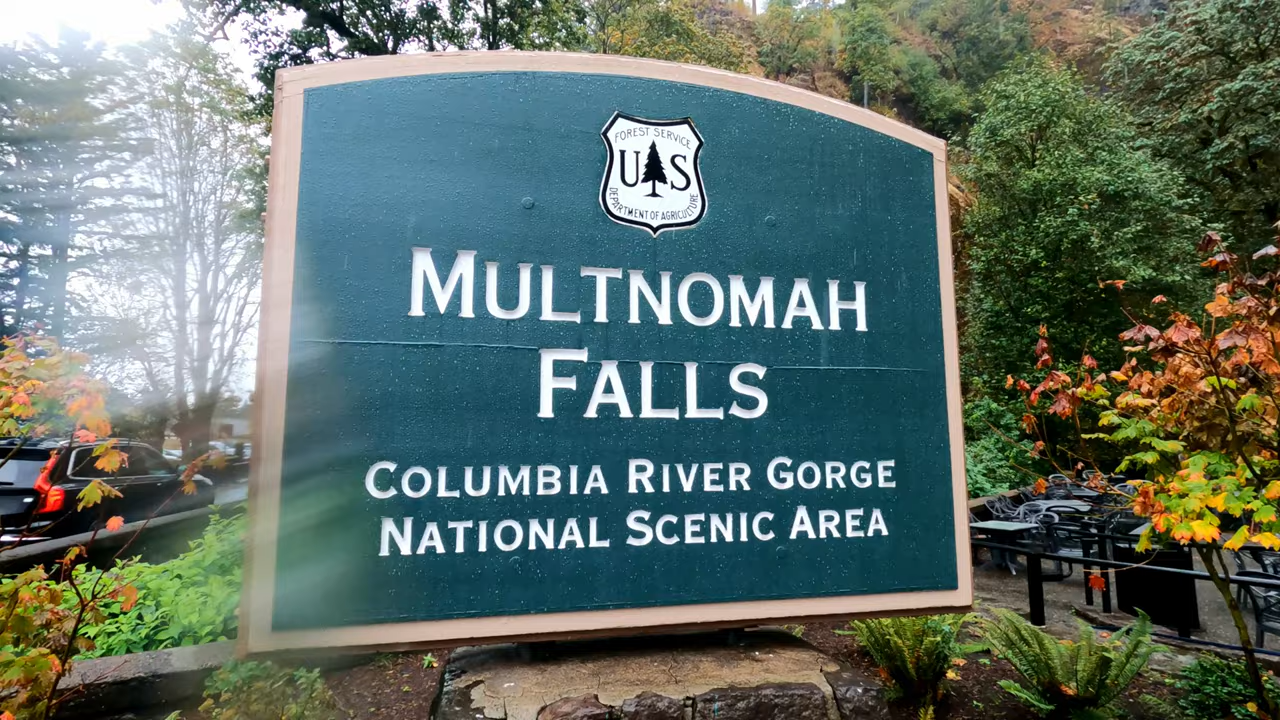 FOREST SERVICE
U S
DEPARTMENT OF AGRICULTURE
MULTNOMAH
FALLS
COLUMBIA RIVER GORGE
NATIONAL SCENIC AREA